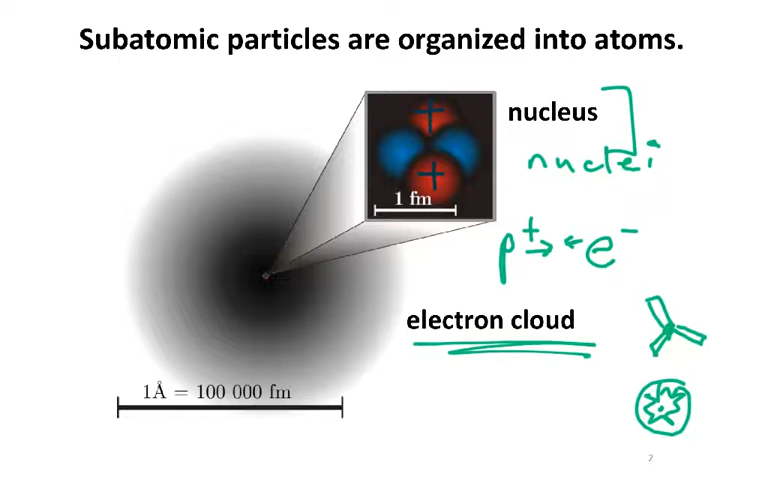 Subatomic particles are organized into atoms.
nucleus
nuclei
+
+
1 fm
p⁺ → ← e⁻
electron cloud
1Å = 100 000 fm
2